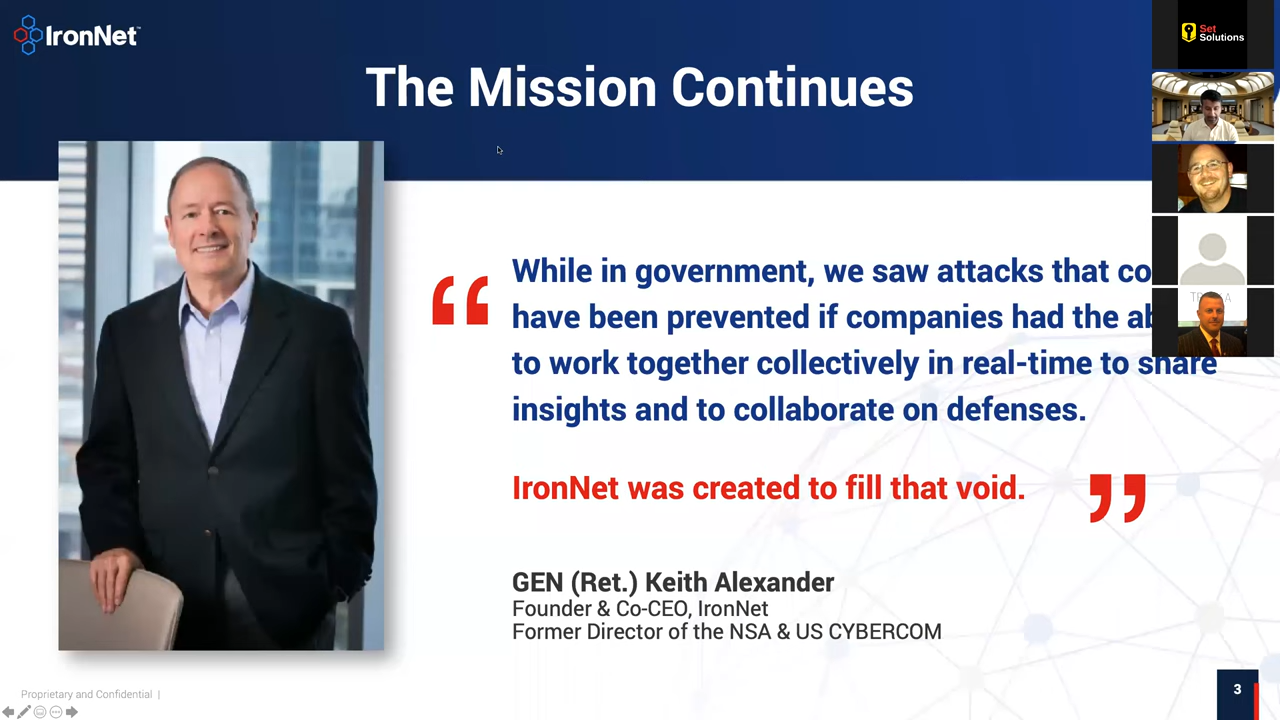 IronNet
Set
Solutions
The Mission Continues
While in government, we saw attacks that co
have been prevented if companies had the ab
to work together collectively in real-time to share
insights and to collaborate on defenses.
IronNet was created to fill that void.
GEN (Ret.) Keith Alexander
Founder & Co-CEO, IronNet
Former Director of the NSA & US CYBERCOM
Proprietary and Confidential |
3